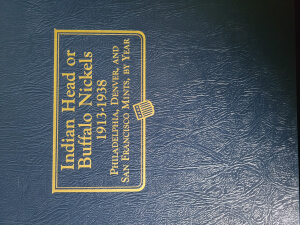 Indian Head or
Buffalo Nickels
1913-1938
Philadelphia, Denver, and
San Francisco Mints, by Year